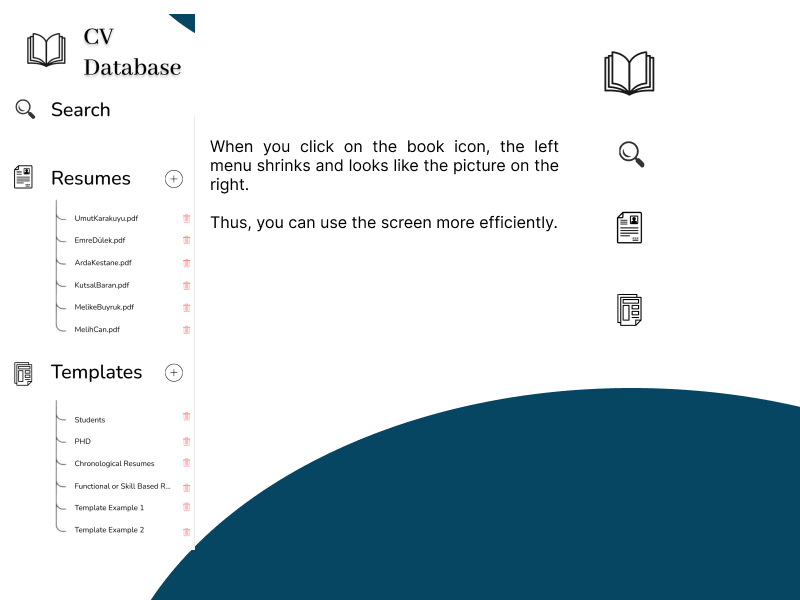 CV
Database
Search
Resumes
UmutKarakuyu.pdf
EmreDülek.pdf
ArdaKestane.pdf
KutsalBaran.pdf
MelikeBuyruk.pdf
MelihCan.pdf
Templates
Students
PHD
Chronological Resumes
Functional or Skill Based R...
Template Example 1
Template Example 2
When you click on the book icon, the left
menu shrinks and looks like the picture on the
right.
Thus, you can use the screen more efficiently.